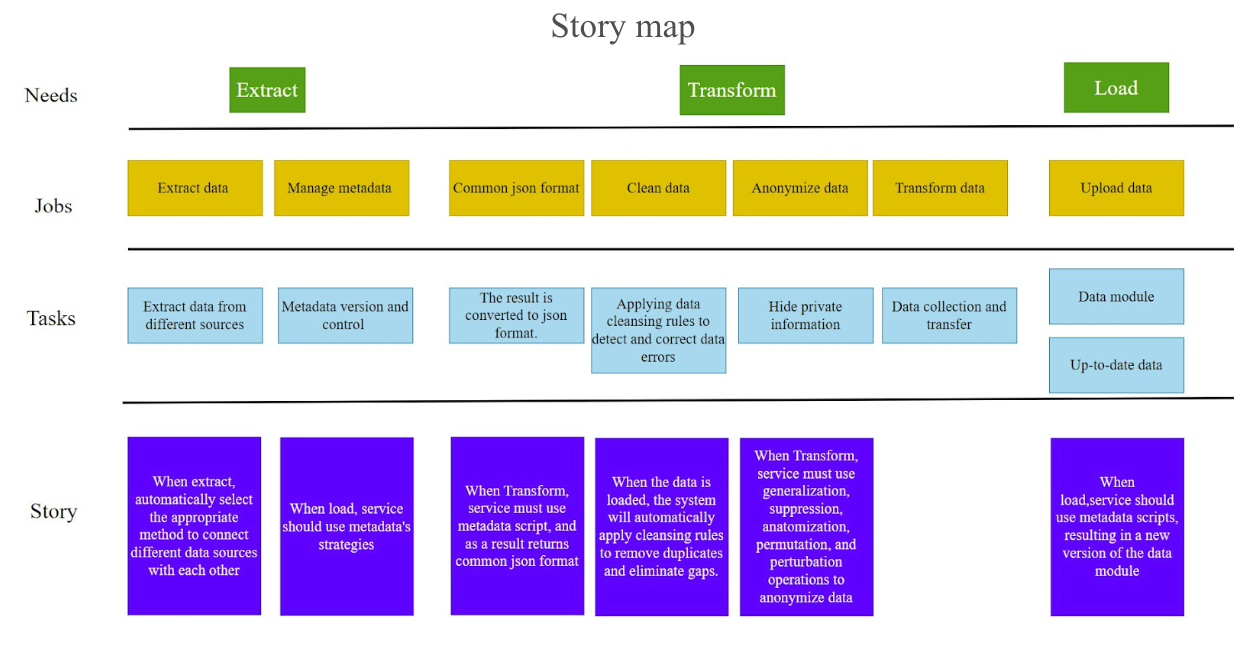 Story map
Needs
Extract
Transform
Load
Jobs
Extract data
Manage metadata
Common json format
Clean data
Anonymize data
Transform data
Upload data
Tasks
Extract data from
different sources
Metadata version and
control
The result is
converted to json
format.
Applying data
cleansing rules to
detect and correct data
errors
Hide private
information
Data collection and
transfer
Data module
Up-to-date data
Story
When extract,
automatically select
the appropriate
method to connect
different data sources
with each other
When load, service
should use metadata's
strategies
When Transform,
service must use
metadata script, and
as a result returns
common json format
When the data is
loaded, the system
will automatically
apply cleansing rules
to remove duplicates
and eliminate gaps.
When Transform,
service must use
generalization,
suppression,
anatomization,
permutation, and
perturbation
operations to
anonymize data
When
load,service should
use metadata scripts,
resulting in a new
version of the data
module